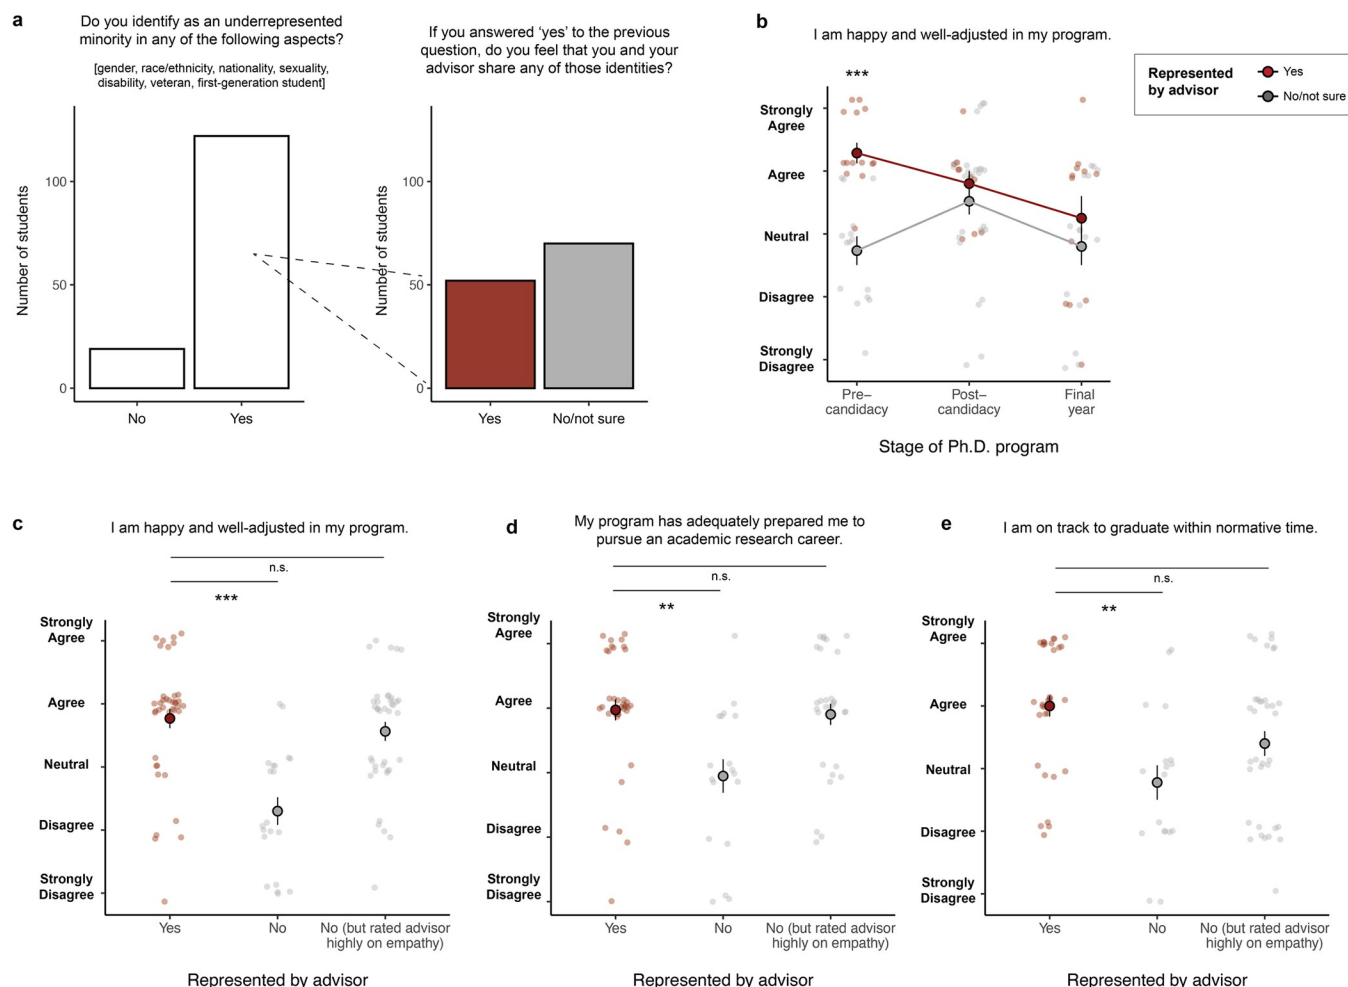 a
Do you identify as an underrepresented
minority in any of the following aspects?
[gender, race/ethnicity, nationality, sexuality,
disability, veteran, first-generation student]
Number of students
100
50
0
No
Yes
If you answered ‘yes’ to the previous
question, do you feel that you and your
advisor share any of those identities?
Number of students
100
50
0
Yes
No/not sure
b
I am happy and well-adjusted in my program.
Represented
by advisor
Yes
No/not sure
***
Strongly
Agree
Agree
Neutral
Disagree
Strongly
Disagree
Pre–
candidacy
Post–
candidacy
Final
year
Stage of Ph.D. program
c
I am happy and well-adjusted in my program.
n.s.
***
Strongly
Agree
Agree
Neutral
Disagree
Strongly
Disagree
Yes
No
No (but rated advisor
highly on empathy)
Represented by advisor
d
My program has adequately prepared me to
pursue an academic research career.
n.s.
**
Strongly
Agree
Agree
Neutral
Disagree
Strongly
Disagree
Yes
No
No (but rated advisor
highly on empathy)
Represented by advisor
e
I am on track to graduate within normative time.
n.s.
**
Strongly
Agree
Agree
Neutral
Disagree
Strongly
Disagree
Yes
No
No (but rated advisor
highly on empathy)
Represented by advisor